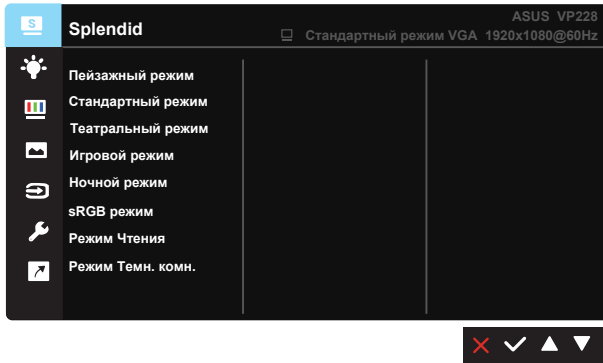 S
Splendid
ASUS VP228
Стандартный режим VGA 1920x1080@60Hz
Пейзажный режим
Стандартный режим
Театральный режим
Игровой режим
Ночной режим
sRGB режим
Режим Чтения
Режим Темн. комн.